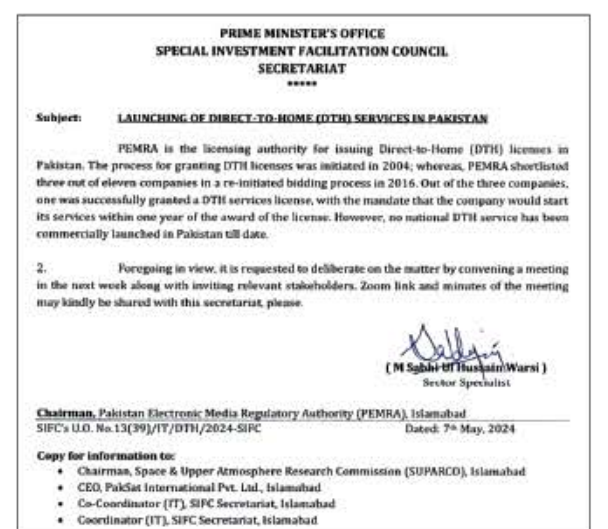 PRIME MINISTER'S OFFICE
SPECIAL INVESTMENT FACILITATION COUNCIL
SECRETARIAT
*****
Subject: LAUNCHING OF DIRECT-TO-HOME (DTH) SERVICES IN PAKISTAN
PEMRA is the licensing authority for issuing Direct-to-Home (DTH) licenses in
Pakistan. The process for granting DTH licenses was initiated in 2004; whereas, PEMRA shortlisted
three out of eleven companies in a re-initiated bidding process in 2016. Out of the three companies,
one was successfully granted a DTH services license, with the mandate that the company would start
its services within one year of the award of the license. However, no national DTH service has been
commercially launched in Pakistan till date.
2. Foregoing in view, it is requested to deliberate on the matter by convening a meeting
in the next week along with inviting relevant stakeholders. Zoom link and minutes of the meeting
may kindly be shared with this secretariat, please.
( M Sabhi Ul Hussain Warsi )
Sector Specialist
Chairman, Pakistan Electronic Media Regulatory Authority (PEMRA), Islamabad
SIFC's U.O. No.13(39)/IT/DTH/2024-SIFC Dated: 7th May, 2024
Copy for information to:
• Chairman, Space & Upper Atmosphere Research Commission (SUPARCO), Islamabad
• CEO, PakSat International Pvt. Ltd., Islamabad
• Co-Coordinator (IT), SIFC Secretariat, Islamabad
• Coordinator (IT), SIFC Secretariat, Islamabad